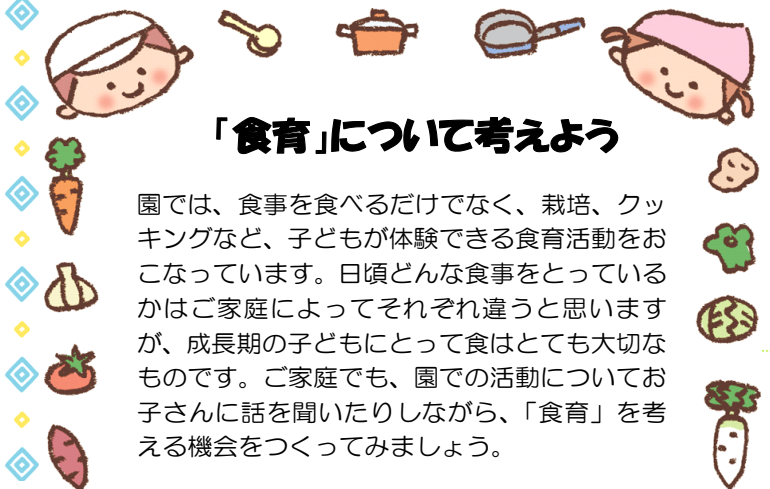 「食育」について考えよう
園では、食事を食べるだけでなく、栽培、クッ
キングなど、子どもが体験できる食育活動をお
こなっています。日頃どんな食事をとっている
かはご家庭によってそれぞれ違うと思います
が、成長期の子どもにとって食はとても大切な
ものです。ご家庭でも、園での活動についてお
子さんに話を聞いたりしながら、「食育」を考
える機会をつくってみましょう。